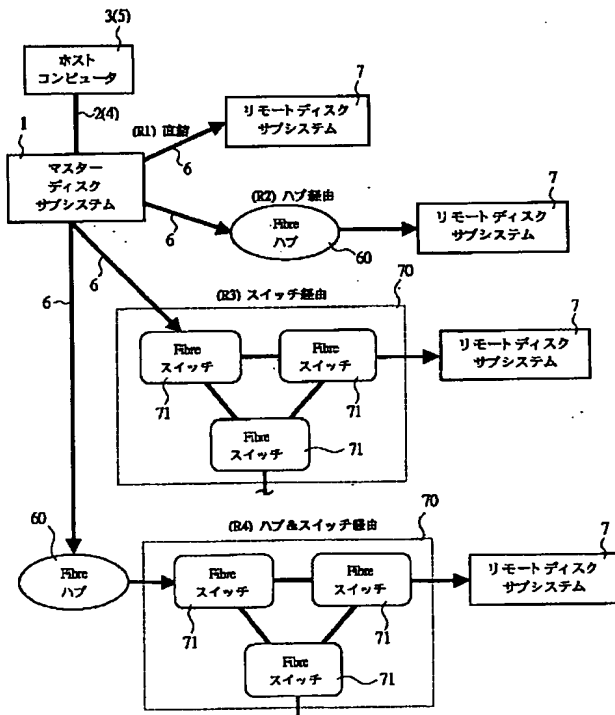 3(5)
ホスト
コンピュータ
2(4)
1
マスター
ディスク
サブシステム
(R1) 直結
6
7
リモートディスク
サブシステム
(R2) ハブ経由
6
Fibre
ハブ
60
7
リモートディスク
サブシステム
6
6
(R3) スイッチ経由
70
Fibre
スイッチ
71
Fibre
スイッチ
71
Fibre
スイッチ
71
7
リモートディスク
サブシステム
(R4) ハブ&スイッチ経由
70
60
Fibre
ハブ
Fibre
スイッチ
71
Fibre
スイッチ
71
Fibre
スイッチ
71
7
リモートディスク
サブシステム